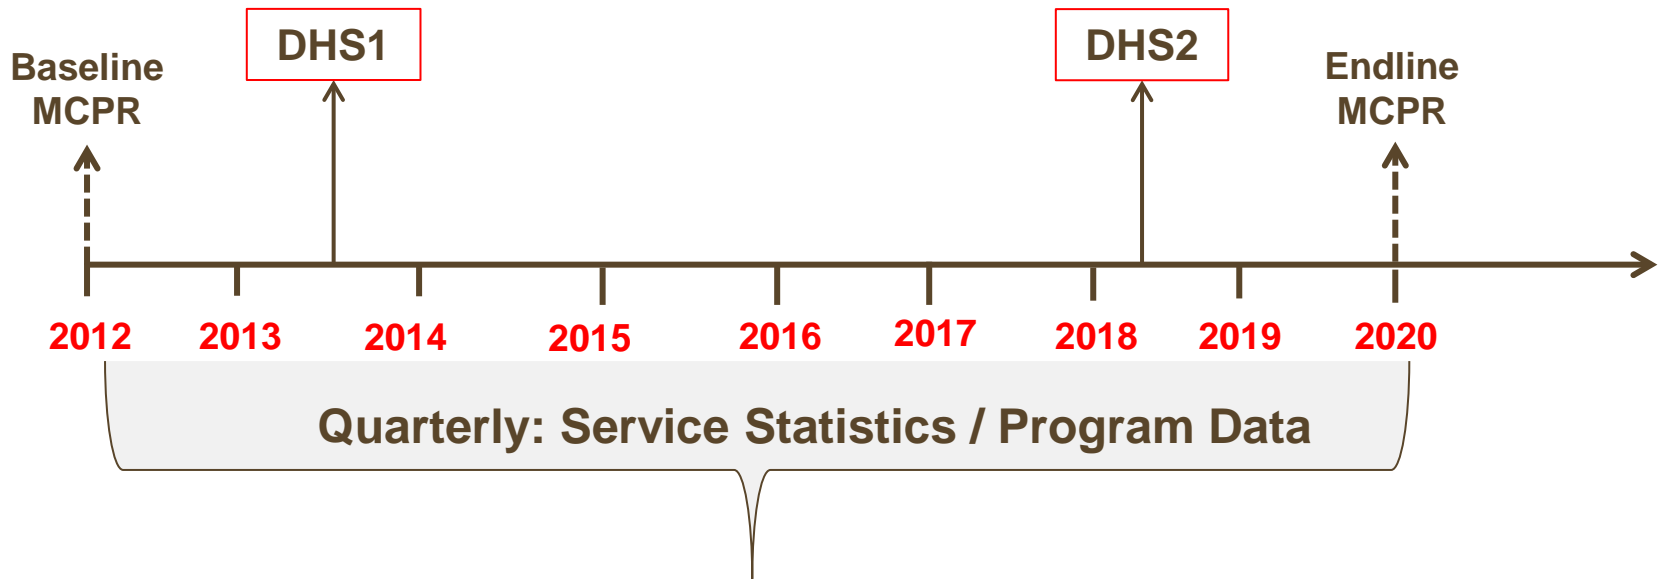 DHS1
DHS2
Baseline
MCPR
Endline
MCPR
2012
2013
2014
2015
2016
2017
2018
2019
2020
Quarterly: Service Statistics / Program Data